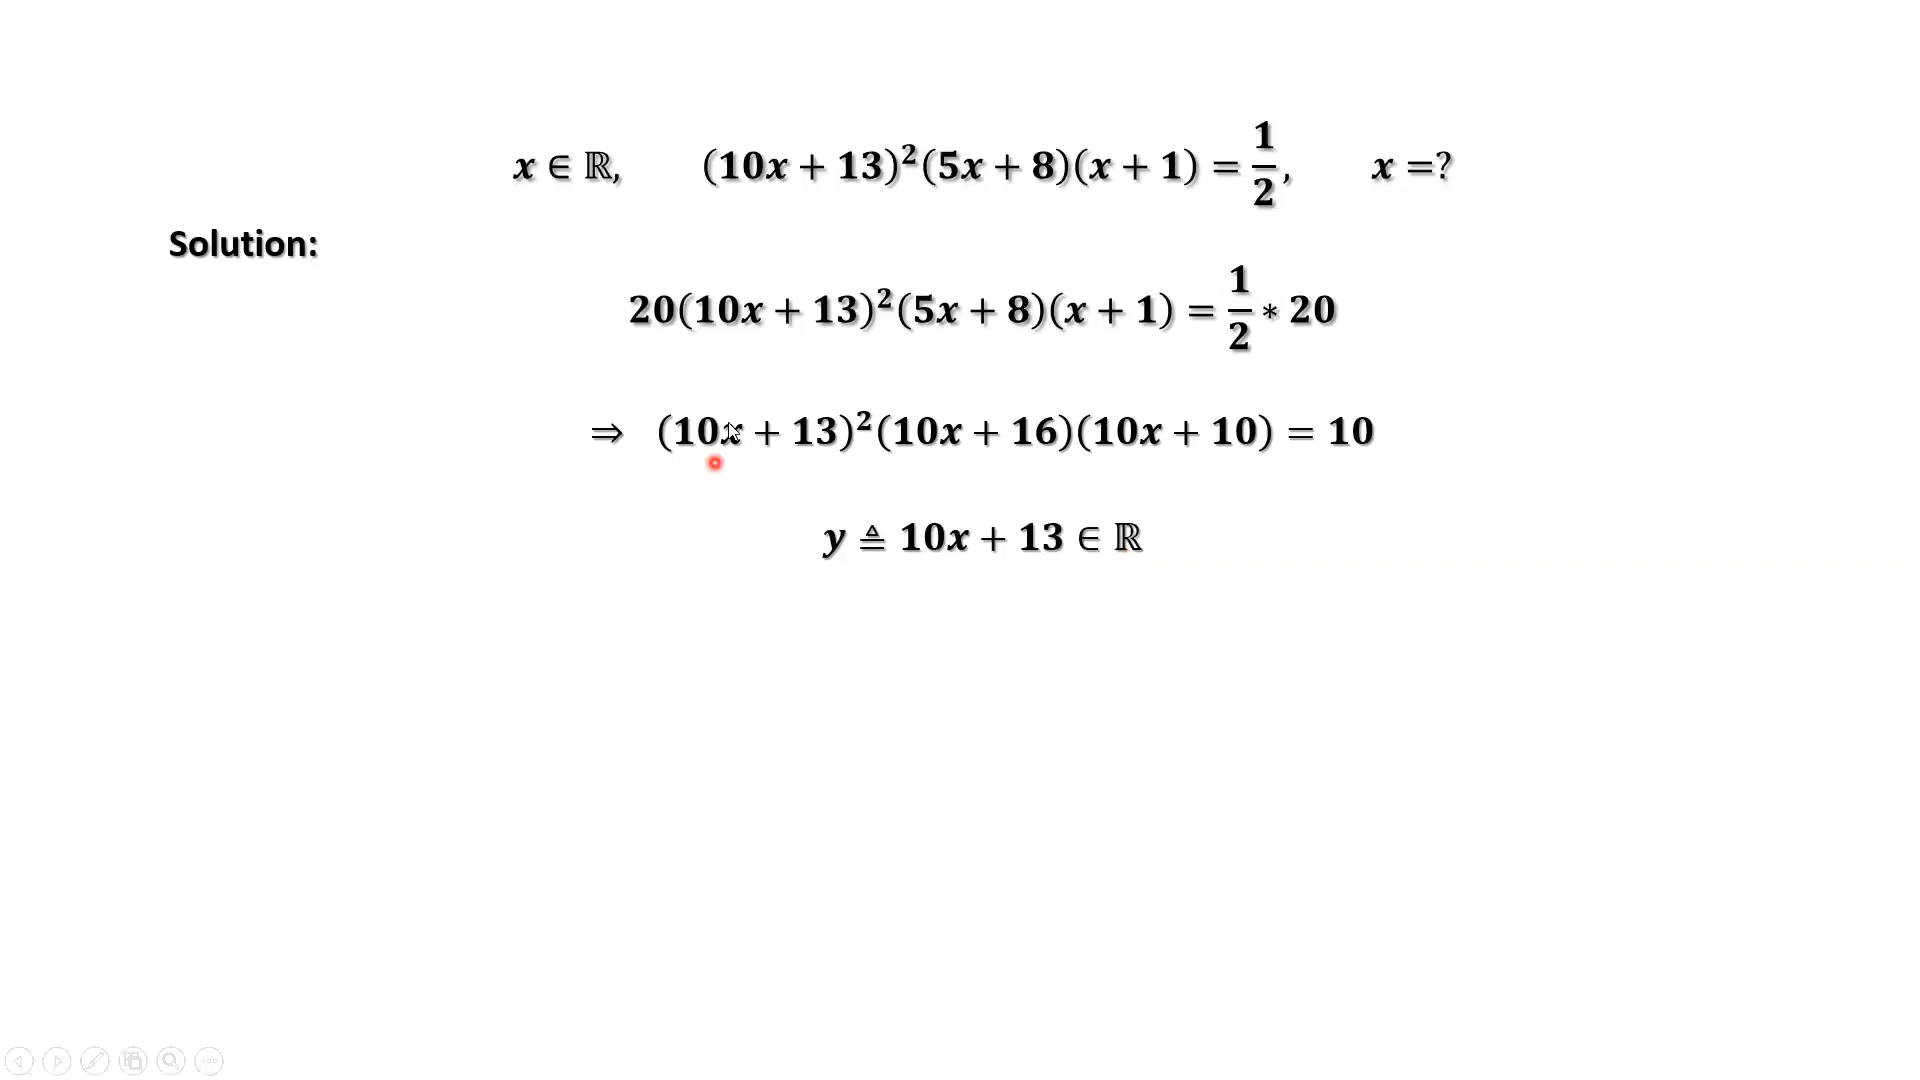 x ∈ ℝ, (10x + 13)²(5x + 8)(x + 1) = 1/2, x =?
Solution:
20(10x + 13)²(5x + 8)(x + 1) = 1/2 * 20
⇒ (10x + 13)²(10x + 16)(10x + 10) = 10
y ≜ 10x + 13 ∈ ℝ